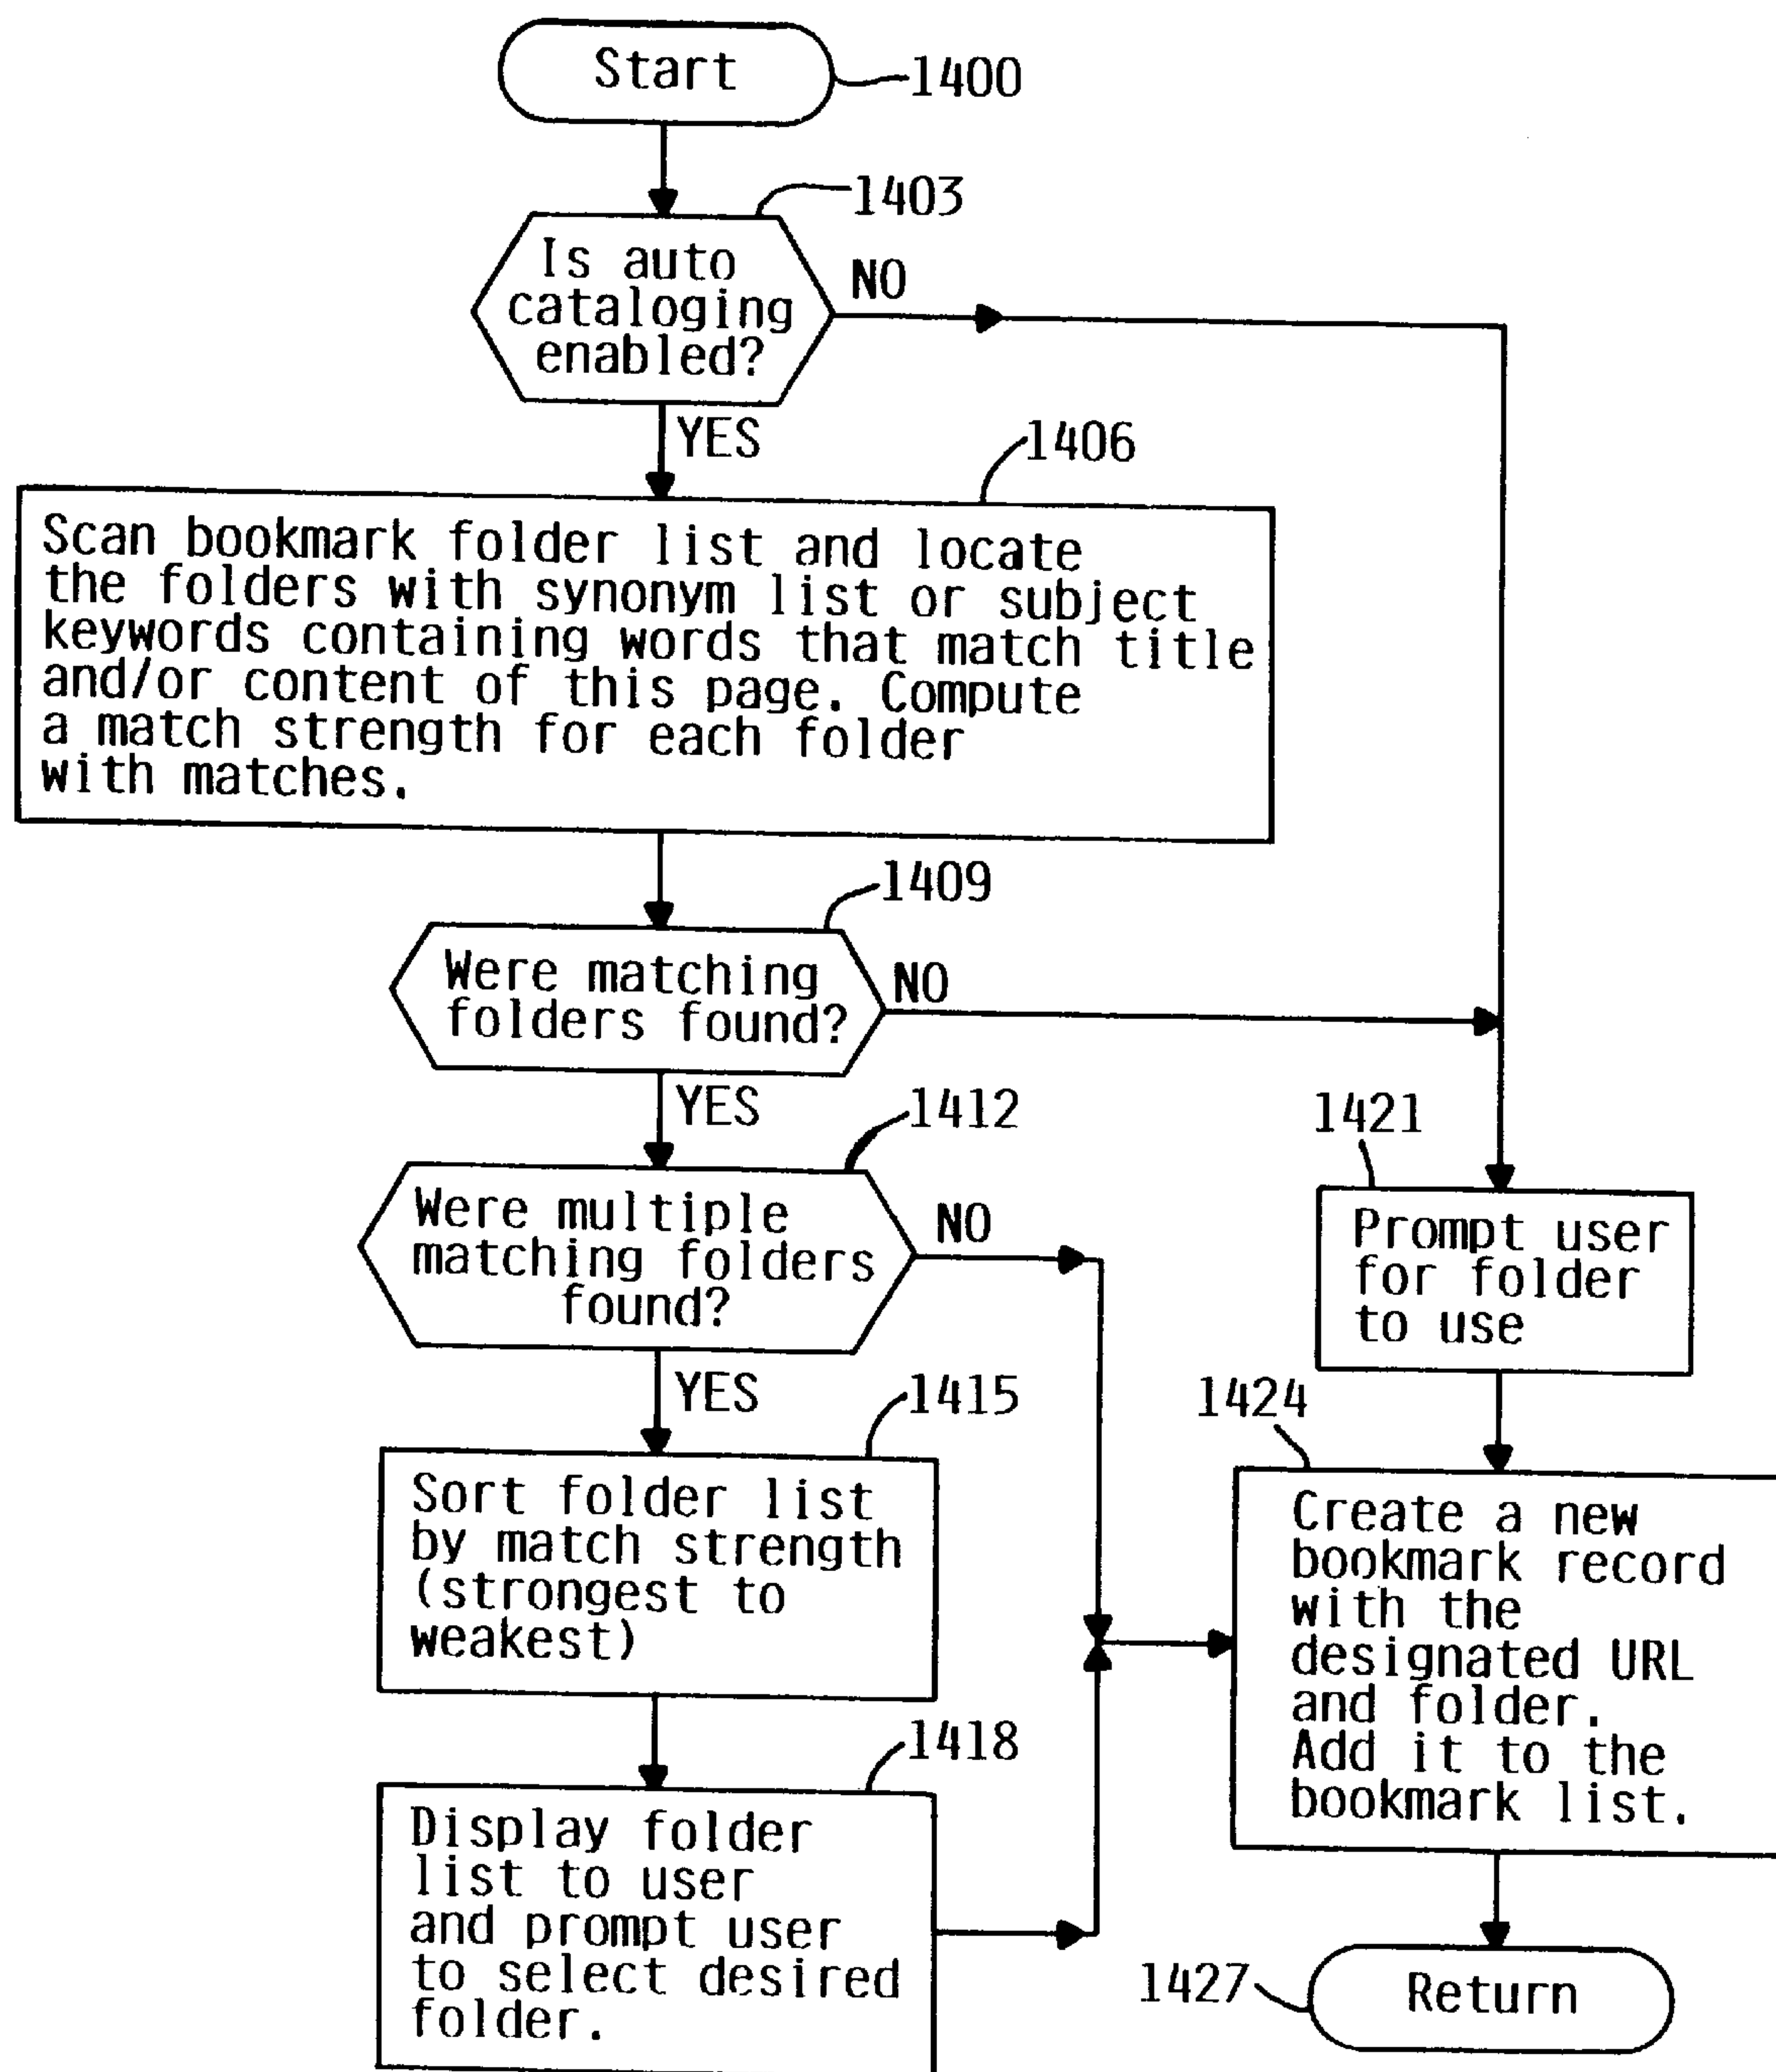 Start
1400
1403
Is auto
cataloging
enabled?
NO
YES
1406
Scan bookmark folder list and locate
the folders with synonym list or subject
keywords containing words that match title
and/or content of this page. Compute
a match strength for each folder
with matches.
1409
Were matching
folders found?
NO
YES
1412
Were multiple
matching folders
found?
NO
YES
1421
Prompt user
for folder
to use
1415
Sort folder list
by match strength
(strongest to
weakest)
1424
Create a new
bookmark record
with the
designated URL
and folder.
Add it to the
bookmark list.
1418
Display folder
list to user
and prompt user
to select desired
folder.
1427
Return